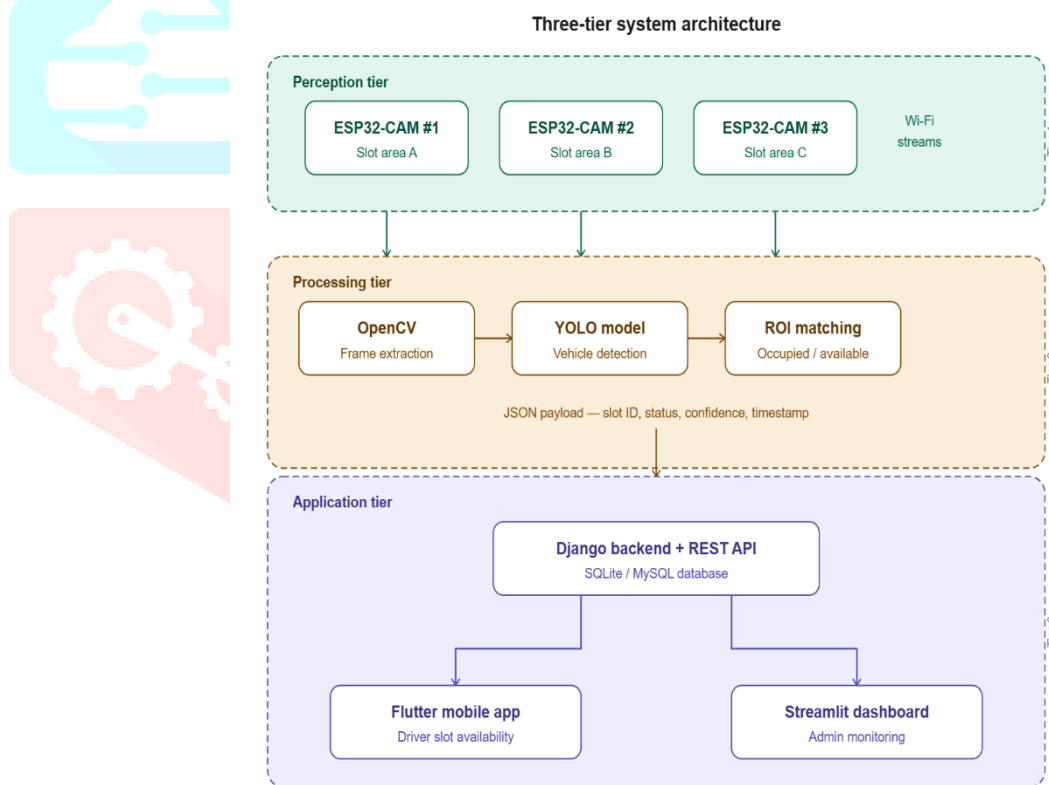 Three-tier system architecture
Perception tier
ESP32-CAM #1
Slot area A
ESP32-CAM #2
Slot area B
ESP32-CAM #3
Slot area C
Wi-Fi
streams
Processing tier
OpenCV
Frame extraction
YOLO model
Vehicle detection
ROI matching
Occupied / available
JSON payload — slot ID, status, confidence, timestamp
Application tier
Django backend + REST API
SQLite / MySQL database
Flutter mobile app
Driver slot availability
Streamlit dashboard
Admin monitoring